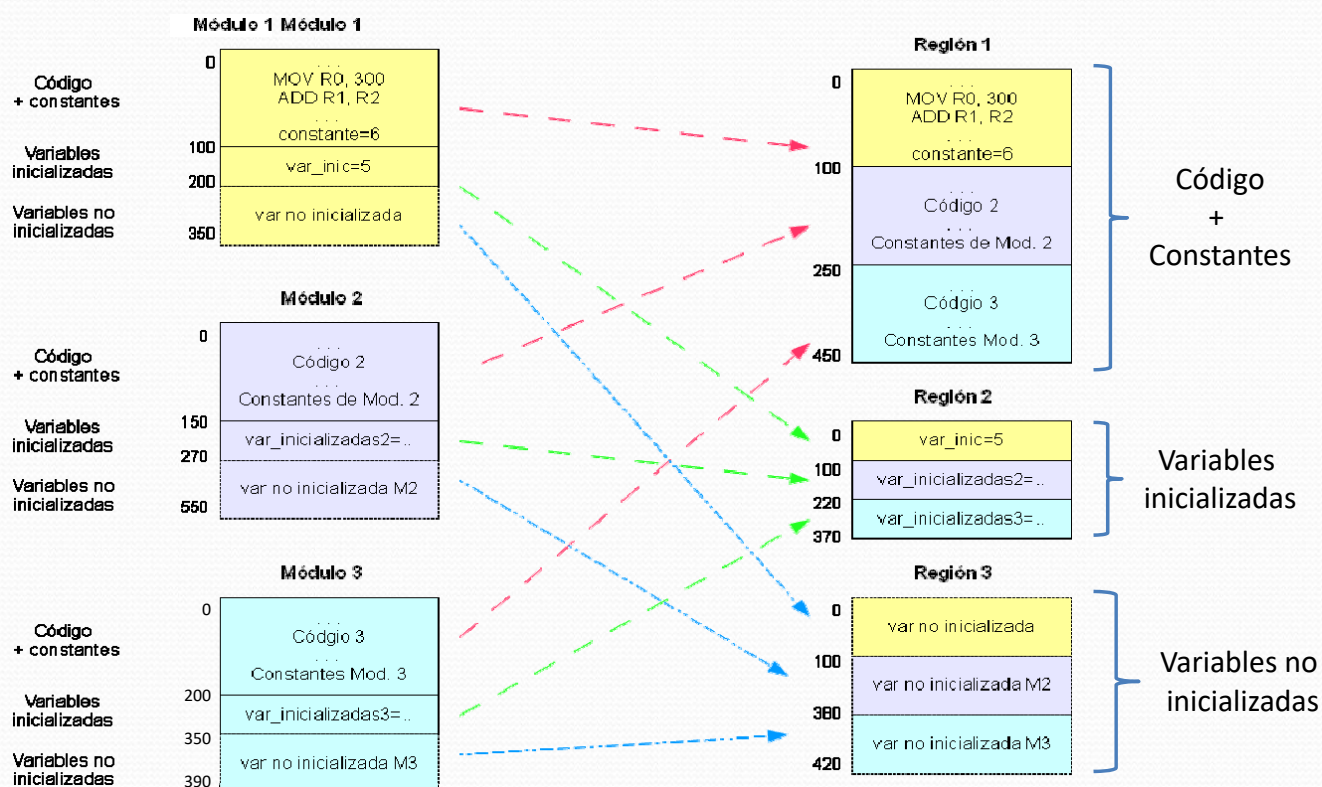 Módulo 1 Módulo 1
Código
+ constantes
Variables
inicializadas
Variables no
inicializadas
0
100
200
350
. . .
MOV R0, 300
ADD R1, R2
. . .
constante=6
var_inic=5
var no inicializada
Módulo 2
Código
+ constantes
Variables
inicializadas
Variables no
inicializadas
0
150
270
550
. . .
Código 2
. . .
Constantes de Mod. 2
var_inicializadas2=..
var no inicializada M2
Módulo 3
Código
+ constantes
Variables
inicializadas
Variables no
inicializadas
0
200
350
390
. . .
Códgio 3
. . .
Constantes Mod. 3
var_inicializadas3=..
var no inicializada M3
Región 1
0
100
250
450
. . .
MOV R0, 300
ADD R1, R2
. . .
constante=6
. . .
Código 2
. . .
Constantes de Mod. 2
. . .
Códgio 3
. . .
Constantes Mod. 3
Código
+
Constantes
Región 2
0
100
220
370
var_inic=5
var_inicializadas2=..
var_inicializadas3=..
Variables
inicializadas
Región 3
0
100
380
420
var no inicializada
var no inicializada M2
var no inicializada M3
Variables no
inicializadas